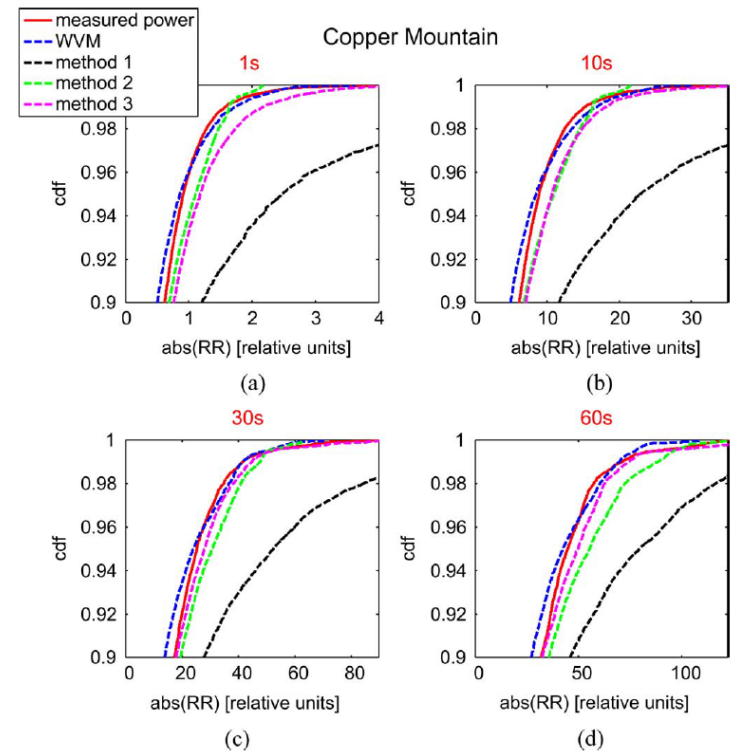 measured power
WVM
method 1
method 2
method 3
Copper Mountain
1s
1
0.98
0.96
0.94
0.92
0.9
cdf
0 1 2 3 4
abs(RR) [relative units]
(a)
10s
1
0.98
0.96
0.94
0.92
0.9
cdf
0 10 20 30
abs(RR) [relative units]
(b)
30s
1
0.98
0.96
0.94
0.92
0.9
cdf
0 20 40 60 80
abs(RR) [relative units]
(c)
60s
1
0.98
0.96
0.94
0.92
0.9
cdf
0 50 100
abs(RR) [relative units]
(d)